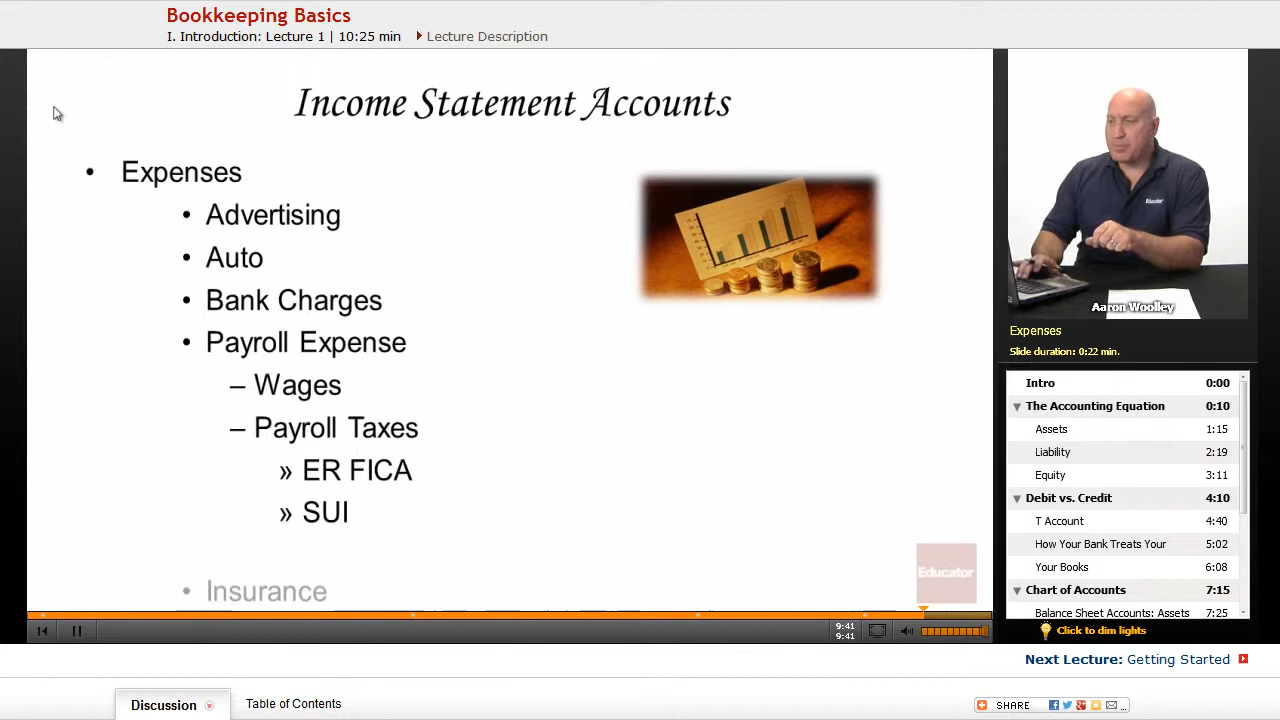 Bookkeeping Basics
I. Introduction: Lecture 1 | 10:25 min Lecture Description
Income Statement Accounts
• Expenses
• Advertising
• Auto
• Bank Charges
• Payroll Expense
– Wages
– Payroll Taxes
» ER FICA
» SUI
• Insurance
Educator
9:41
9:41
Educator
Aaron Woolley
Expenses
Slide duration: 0:22 min.
Intro 0:00
The Accounting Equation 0:10
Assets 1:15
Liability 2:19
Equity 3:11
Debit vs. Credit 4:10
T Account 4:40
How Your Bank Treats Your 5:02
Your Books 6:08
Chart of Accounts 7:15
Balance Sheet Accounts: Assets 7:25
Click to dim lights
Next Lecture: Getting Started
Discussion Table of Contents
SHARE